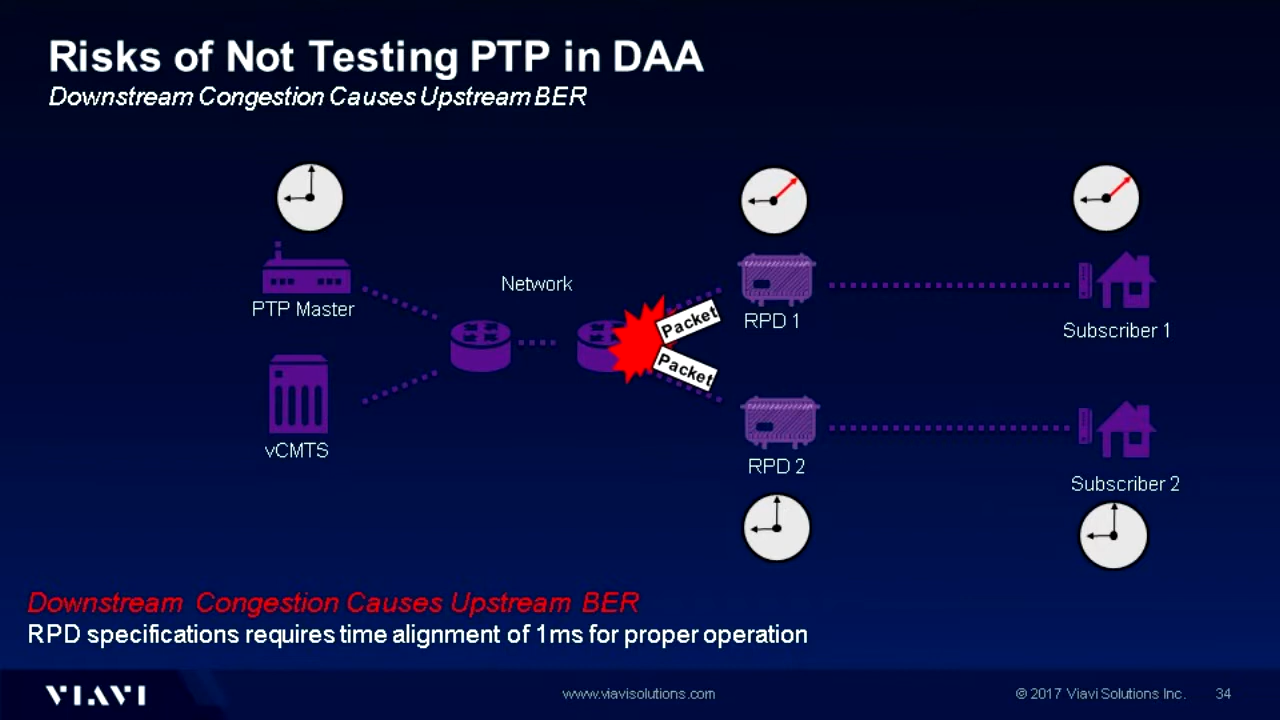 Risks of Not Testing PTP in DAA
Downstream Congestion Causes Upstream BER
Network
PTP Master
Packet
RPD 1
Subscriber 1
Packet
vCMTS
RPD 2
Subscriber 2
Downstream Congestion Causes Upstream BER
RPD specifications requires time alignment of 1ms for proper operation
VIAVI
www.viavisolutions.com
© 2017 Viavi Solutions Inc.
34